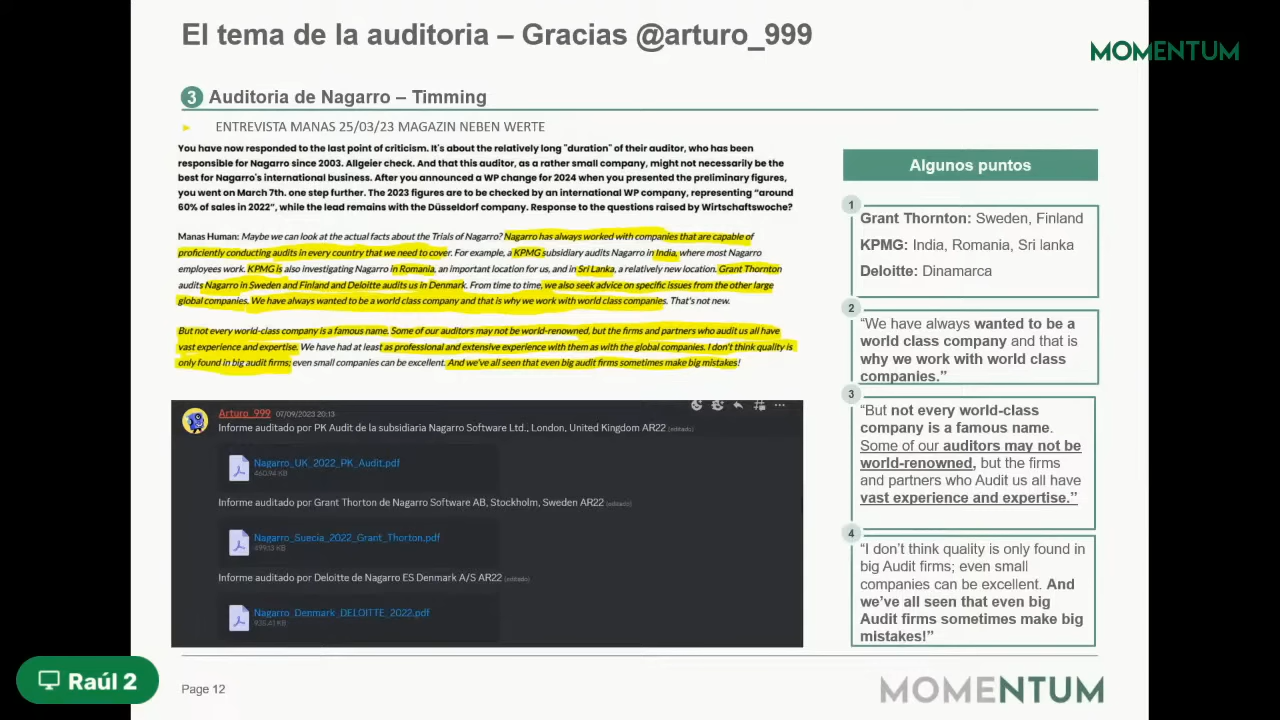 El tema de la auditoria – Gracias @arturo_999
MOMENTUM
3 Auditoria de Nagarro – Timming
ENTREVISTA MANAS 25/03/23 MAGAZIN NEBEN WERTE
You have now responded to the last point of criticism. It's about the relatively long "duration" of their auditor, who has been
responsible for Nagarro since 2003. Allgeier check. And that this auditor, as a rather small company, might not necessarily be the
best for Nagarro's international business. After you announced a WP change for 2024 when you presented the preliminary figures,
you went on March 7th. one step further. The 2023 figures are to be checked by an international WP company, representing "around
60% of sales in 2022", while the lead remains with the Düsseldorf company. Response to the questions raised by Wirtschaftswoche?
Manas Human: Maybe we can look at the actual facts about the Trials of Nagarro? Nagarro has always worked with companies that are capable of
proficiently conducting audits in every country that we need to cover. For example, a KPMG subsidiary audits Nagarro in India, where most Nagarro
employees work. KPMG is also investigating Nagarro in Romania, an important location for us, and in Sri Lanka, a relatively new location. Grant Thornton
audits Nagarro in Sweden and Finland and Deloitte audits us in Denmark. From time to time, we also seek advice on specific issues from the other large
global companies. We have always wanted to be a world class company and that is why we work with world class companies. That's not new.
But not every world-class company is a famous name. Some of our auditors may not be world-renowned, but the firms and partners who audit us all have
vast experience and expertise. We have had at least as professional and extensive experience with them as with the global companies. I don't think quality is
only found in big audit firms; even small companies can be excellent. And we've all seen that even big audit firms sometimes make big mistakes!
Arturo_999 07/09/2023 20:13
Informe auditado por PK Audit de la subsidiaria Nagarro Software Ltd., London, United Kingdom AR22 (editado)
Nagarro_UK_2022_PK_Audit.pdf
460.94 KB
Informe auditado por Grant Thorton de Nagarro Software AB, Stockholm, Sweden AR22 (editado)
Nagarro_Suecia_2022_Grant_Thorton.pdf
499.13 KB
Informe auditado por Deloitte de Nagarro ES Denmark A/S AR22 (editado)
Nagarro_Denmark_DELOITTE_2022.pdf
Algunos puntos
1
Grant Thornton: Sweden, Finland
KPMG: India, Romania, Sri lanka
Deloitte: Dinamarca
2
“We have always wanted to be a
world class company and that is
why we work with world class
companies.”
3
“But not every world-class
company is a famous name.
Some of our auditors may not be
world-renowned, but the firms
and partners who Audit us all have
vast experience and expertise.”
4
“I don’t think quality is only found in
big Audit firms; even small
companies can be excellent. And
we’ve all seen that even big
Audit firms sometimes make big
mistakes!”
Raúl 2
Page 12
MOMENTUM